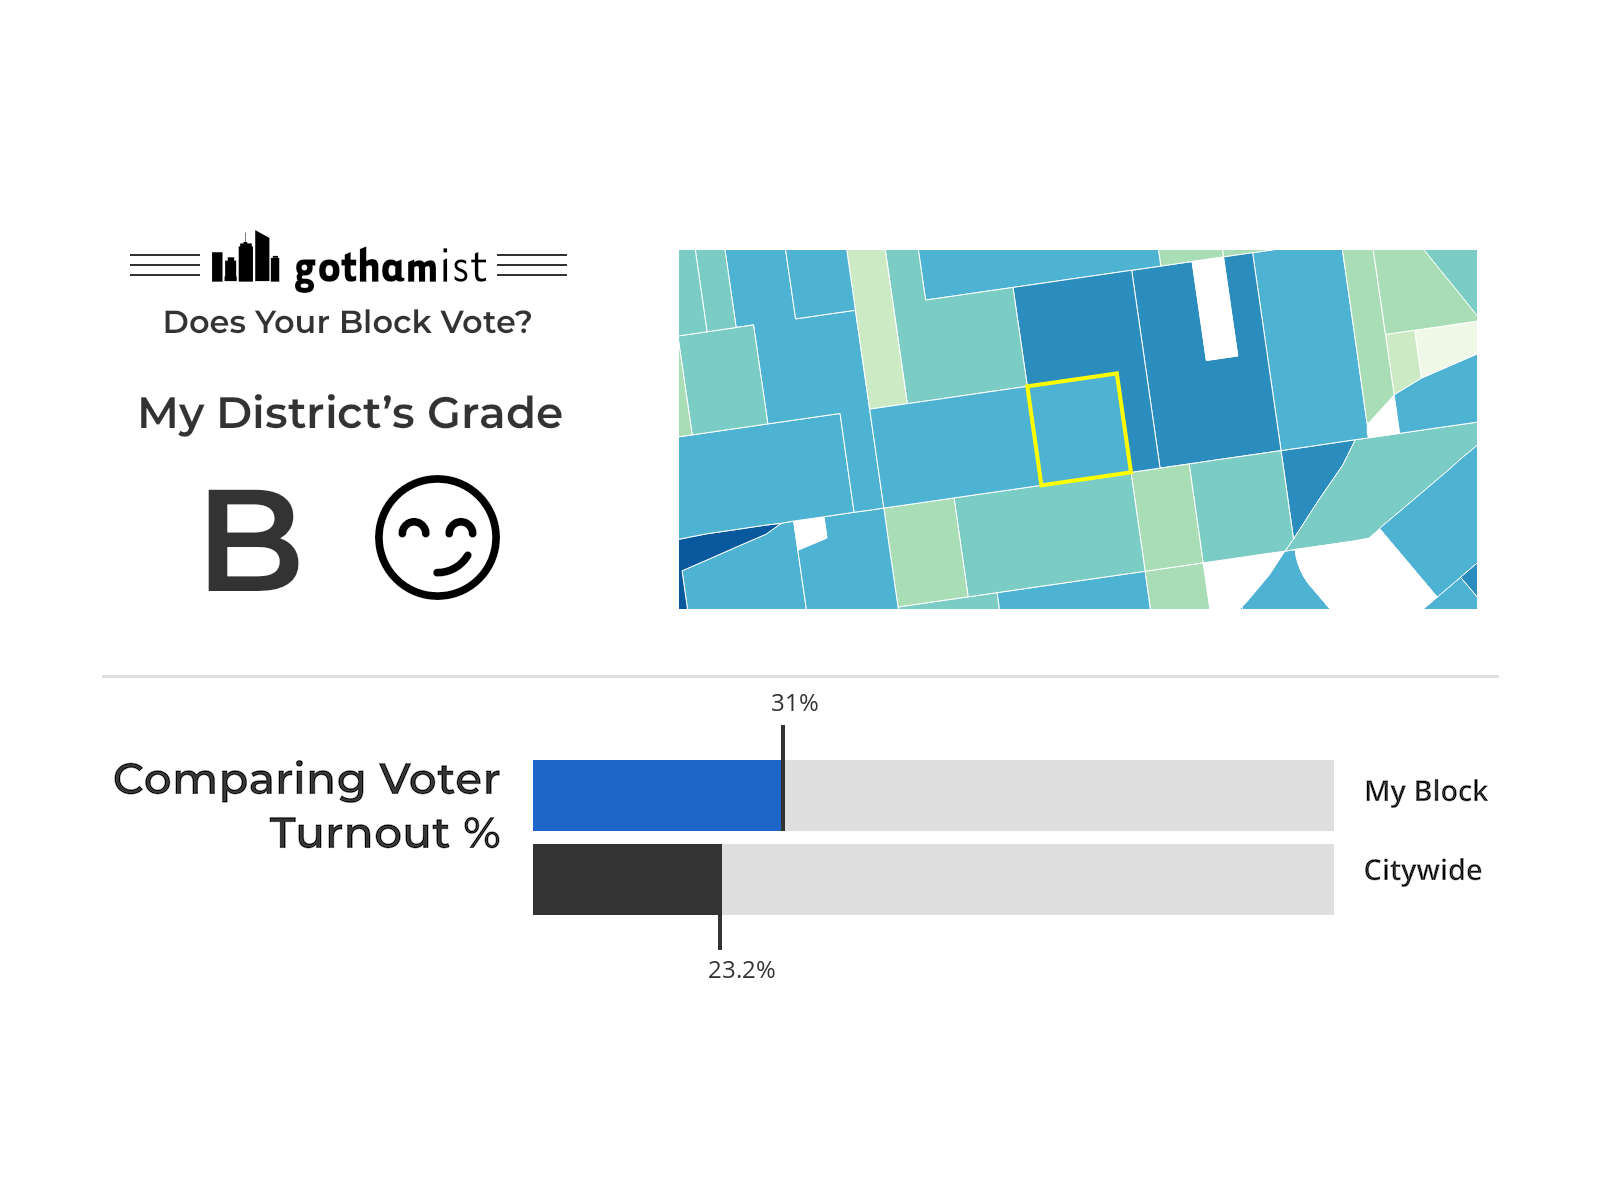 gothamist
Does Your Block Vote?
My District’s Grade
B
31%
Comparing Voter
Turnout %
My Block
Citywide
23.2%